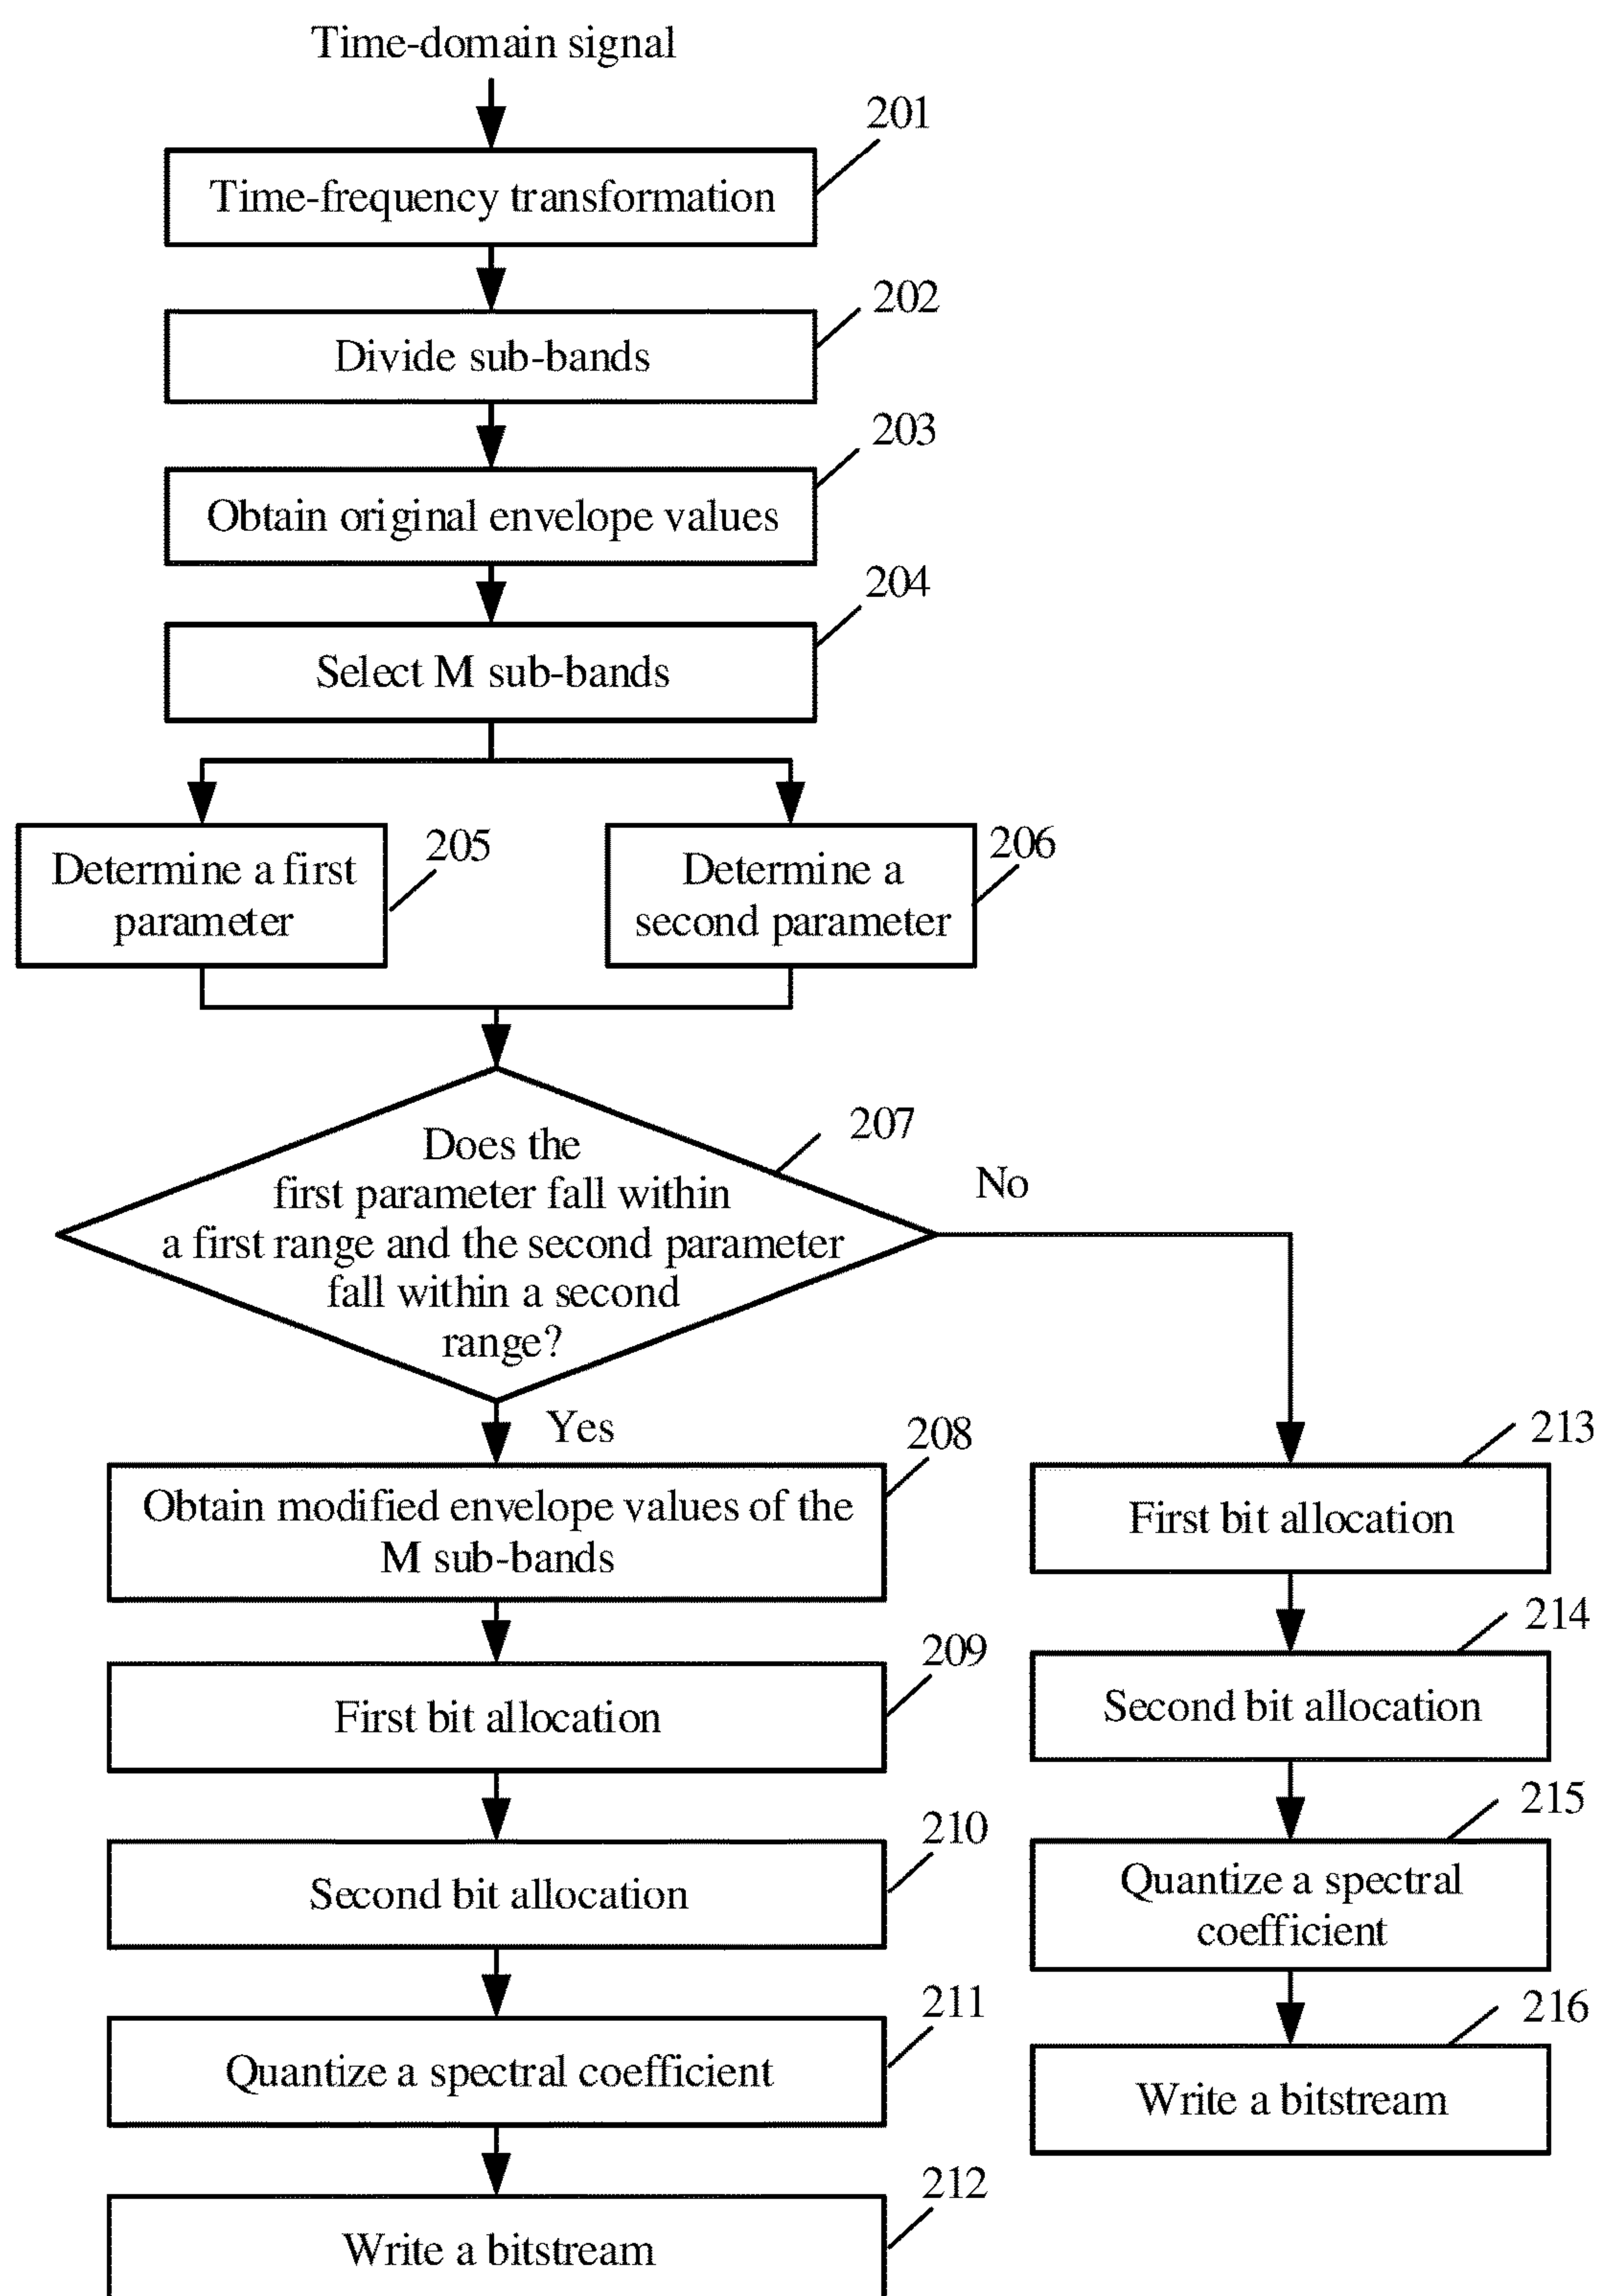 Time-domain signal
201
Time-frequency transformation
202
Divide sub-bands
203
Obtain original envelope values
204
Select M sub-bands
205
Determine a first
parameter
206
Determine a
second parameter
207
Does the
first parameter fall within
a first range and the second parameter
fall within a second
range?
No
Yes
208
Obtain modified envelope values of the
M sub-bands
209
First bit allocation
210
Second bit allocation
211
Quantize a spectral coefficient
212
Write a bitstream
213
First bit allocation
214
Second bit allocation
215
Quantize a spectral
coefficient
216
Write a bitstream